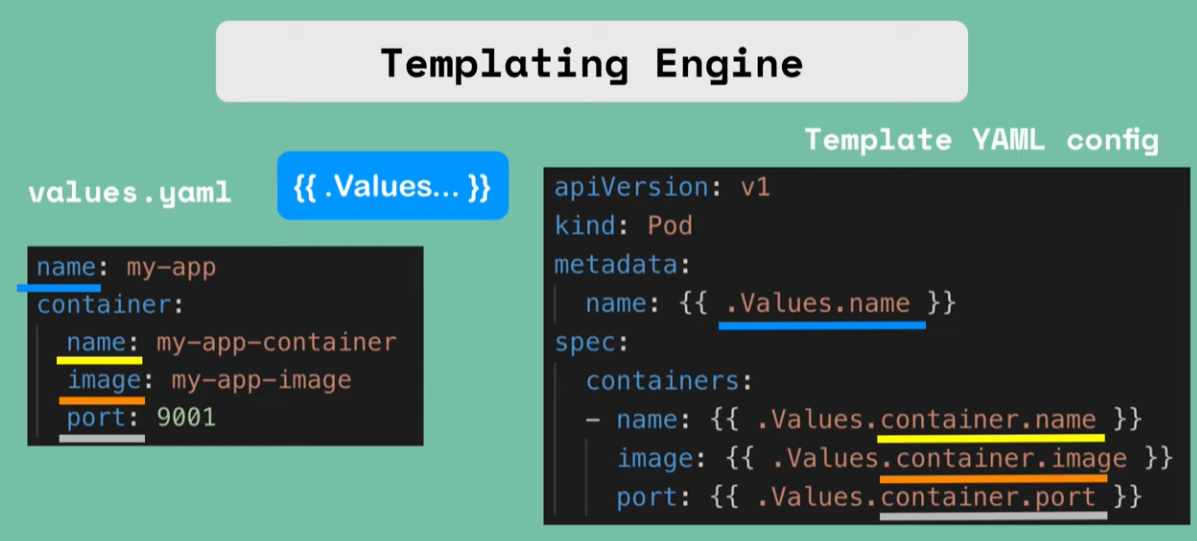 Templating Engine
values.yaml
{{ .Values... }}
name: my-app
container:
name: my-app-container
image: my-app-image
port: 9001
Template YAML config
apiVersion: v1
kind: Pod
metadata:
name: {{ .Values.name }}
spec:
containers:
- name: {{ .Values.container.name }}
image: {{ .Values.container.image }}
port: {{ .Values.container.port }}